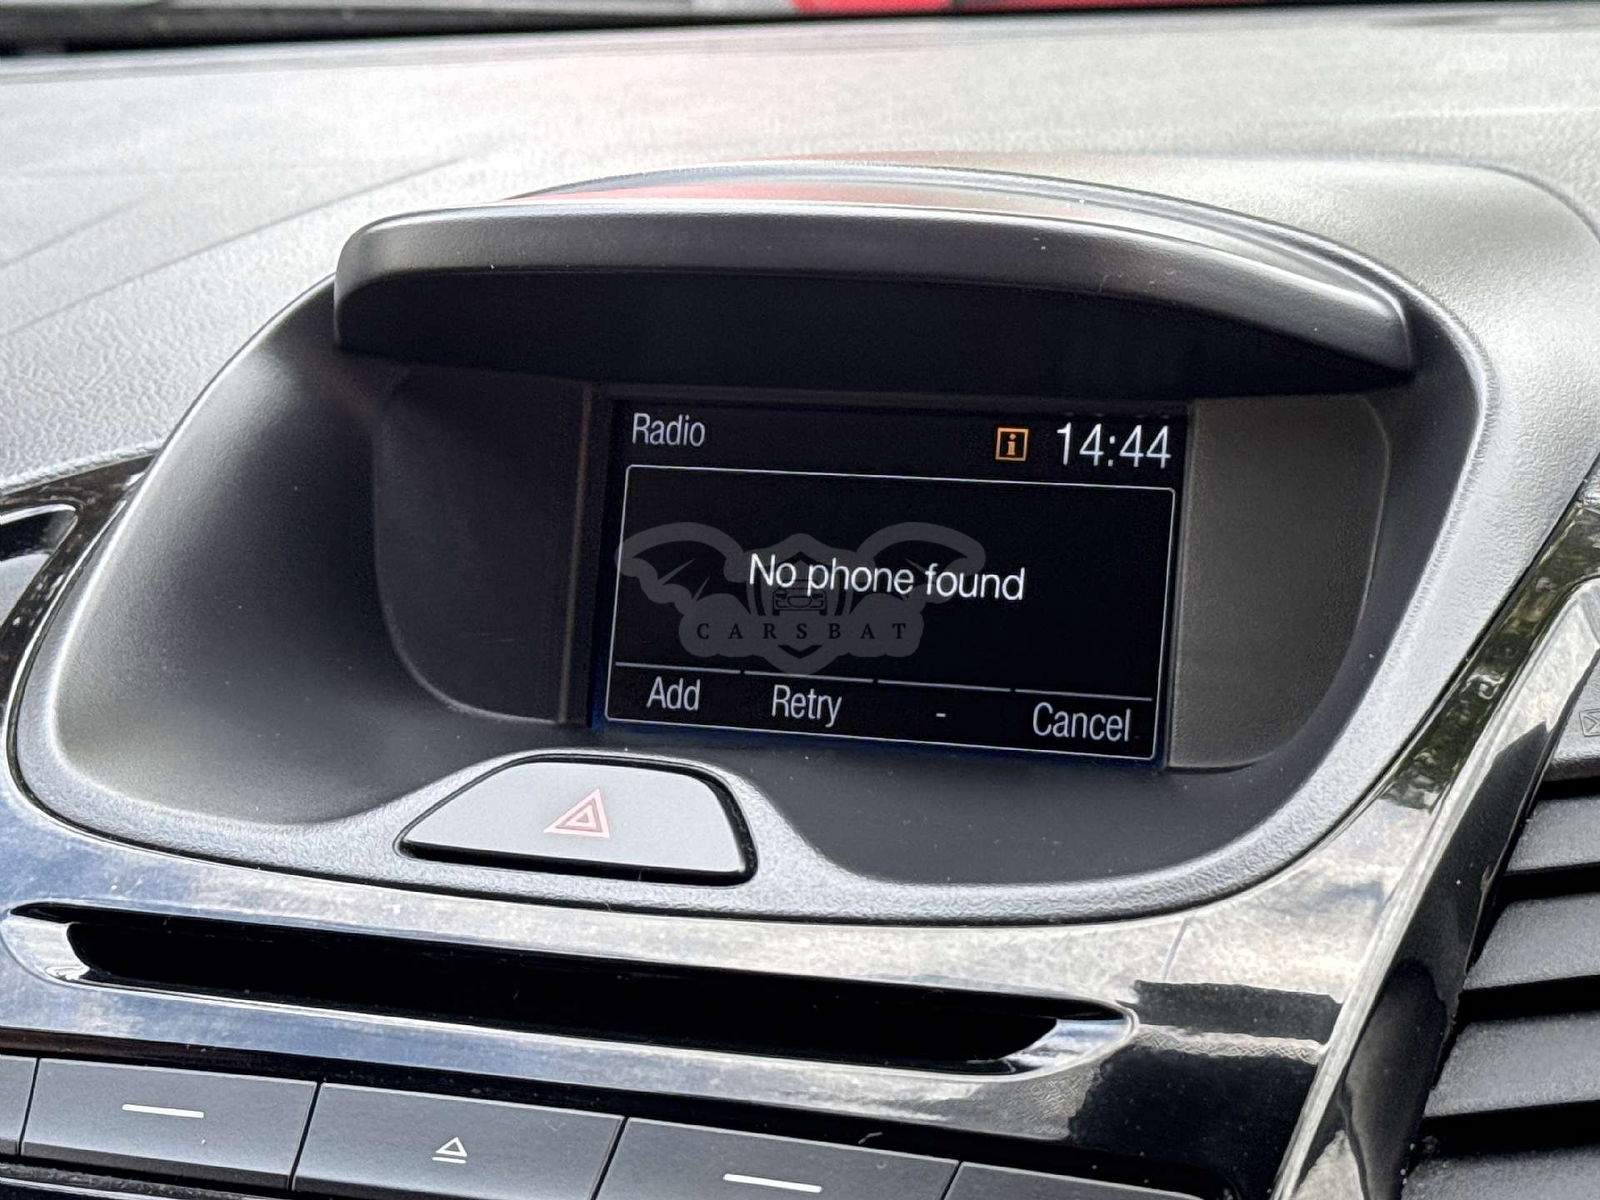 Radio
i 14:44
No phone found
CARSBAT
Add Retry - Cancel